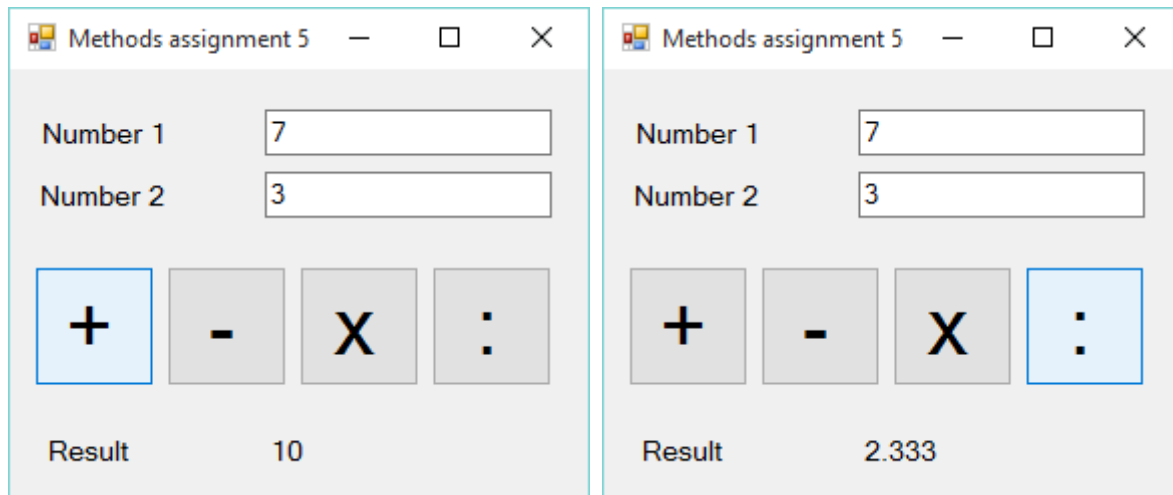 Methods assignment 5
Number 1 7
Number 2 3
+ - x :
Result 10
Methods assignment 5
Number 1 7
Number 2 3
+ - x :
Result 2.333